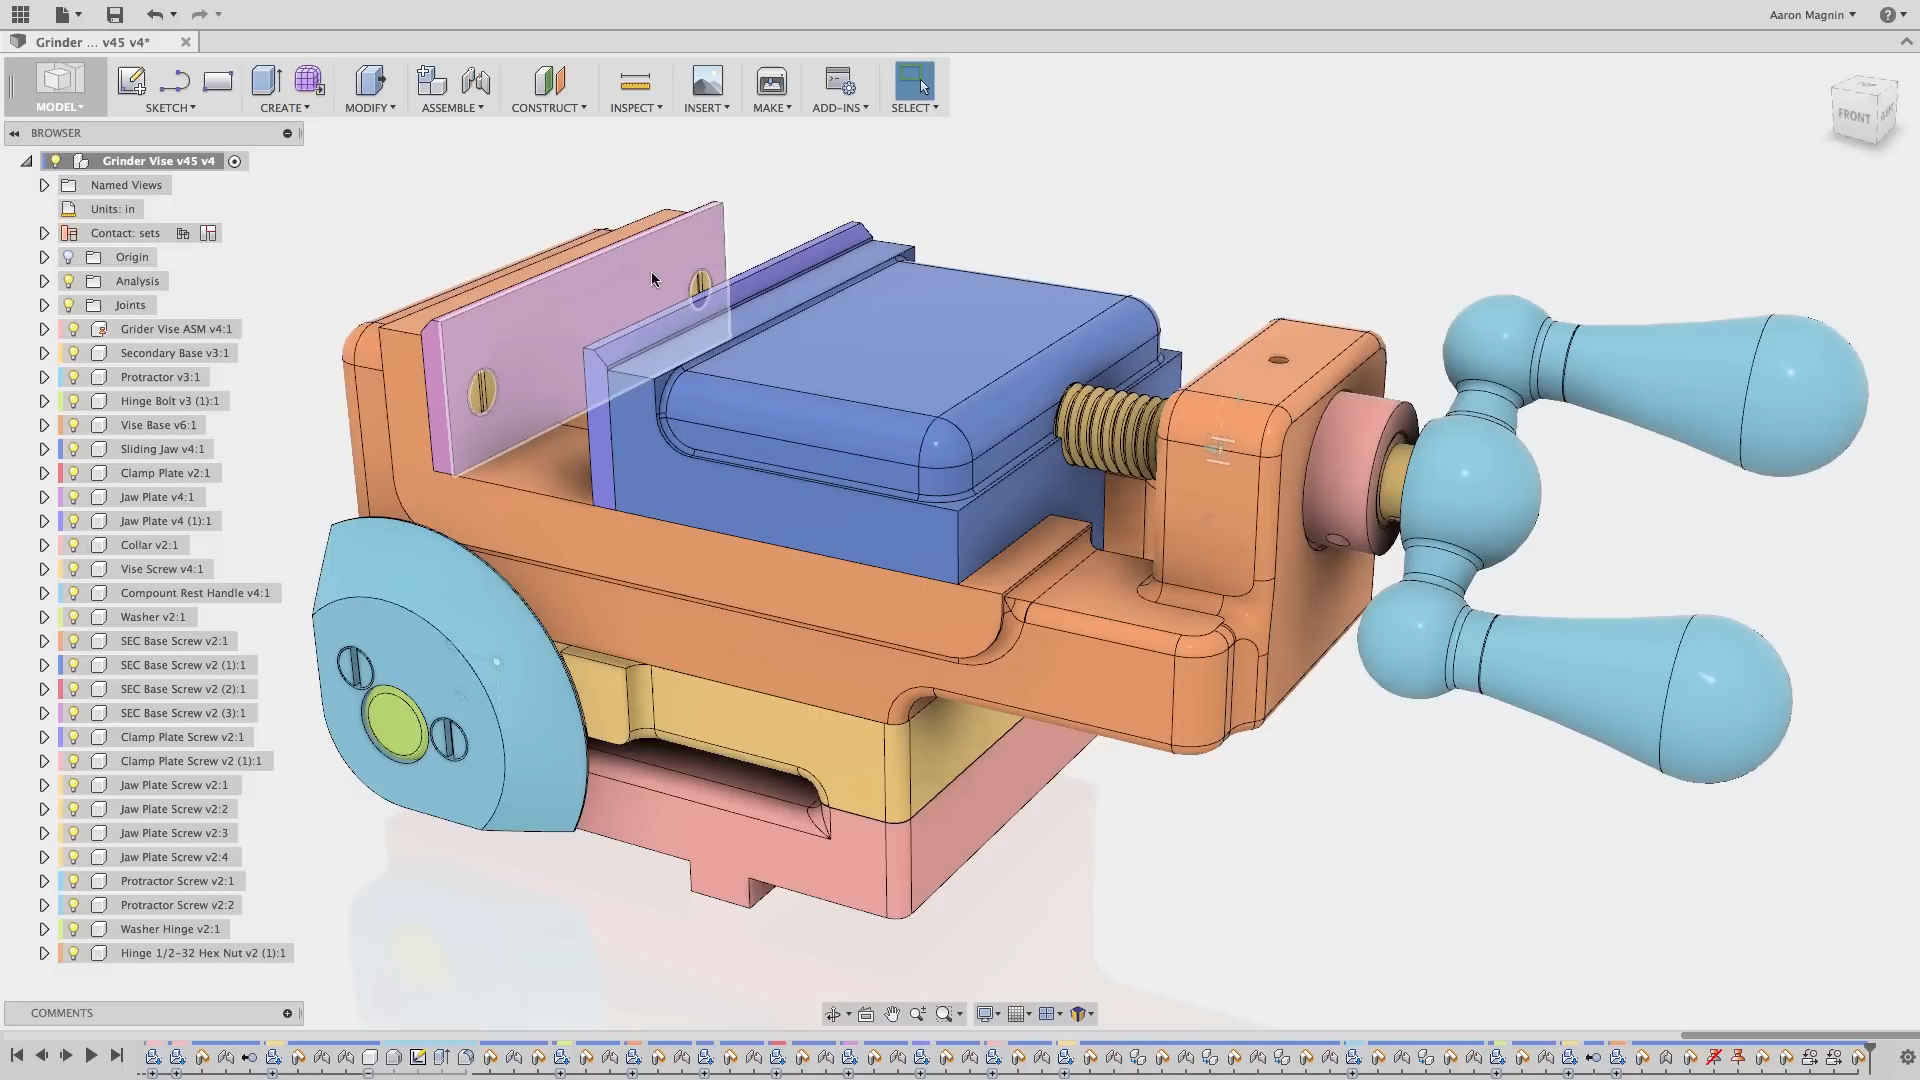 Aaron Magnin
Grinder ... v45 v4*
MODEL
SKETCH
CREATE
MODIFY
ASSEMBLE
CONSTRUCT
INSPECT
INSERT
MAKE
ADD-INS
SELECT
BROWSER
FRONT
Grinder Vise v45 v4
Named Views
Units: in
Contact: sets
Origin
Analysis
Joints
Grider Vise ASM v4:1
Secondary Base v3:1
Protractor v3:1
Hinge Bolt v3 (1):1
Vise Base v6:1
Sliding Jaw v4:1
Clamp Plate v2:1
Jaw Plate v4:1
Jaw Plate v4 (1):1
Collar v2:1
Vise Screw v4:1
Compount Rest Handle v4:1
Washer v2:1
SEC Base Screw v2:1
SEC Base Screw v2 (1):1
SEC Base Screw v2 (2):1
SEC Base Screw v2 (3):1
Clamp Plate Screw v2:1
Clamp Plate Screw v2 (1):1
Jaw Plate Screw v2:1
Jaw Plate Screw v2:2
Jaw Plate Screw v2:3
Jaw Plate Screw v2:4
Protractor Screw v2:1
Protractor Screw v2:2
Washer Hinge v2:1
Hinge 1/2-32 Hex Nut v2 (1):1
COMMENTS